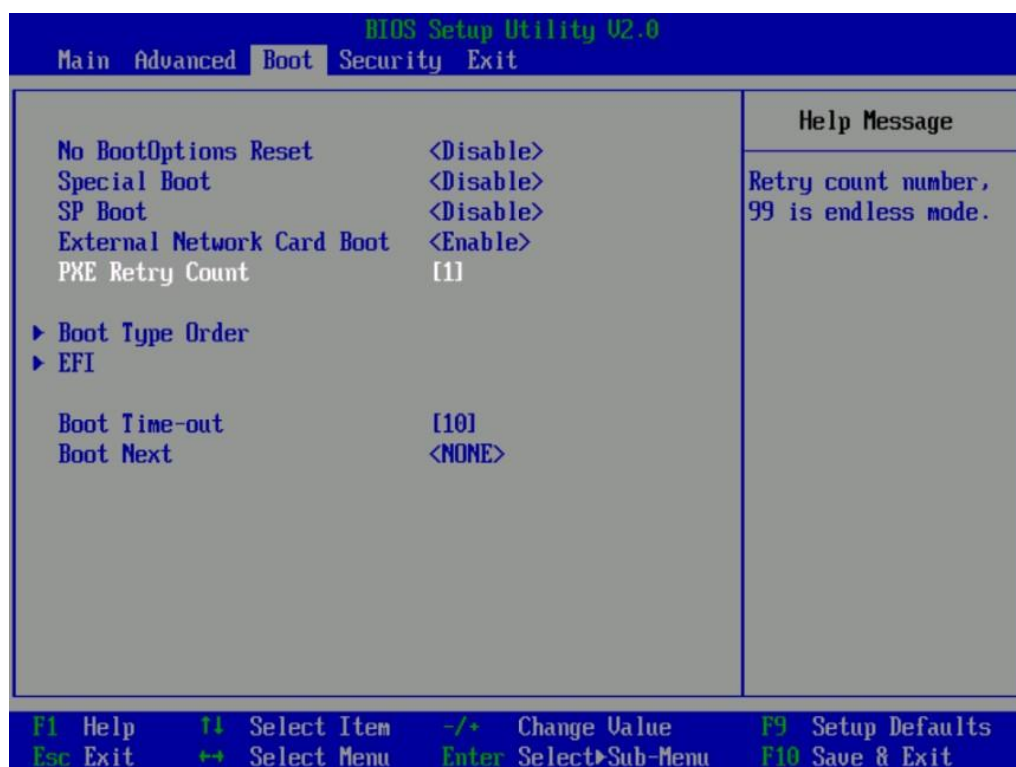 BIOS Setup Utility V2.0
Main Advanced Boot Security Exit
Help Message
Retry count number,
99 is endless mode.
No BootOptions Reset <Disable>
Special Boot <Disable>
SP Boot <Disable>
External Network Card Boot <Enable>
PXE Retry Count [1]
Boot Type Order
EFI
Boot Time-out [10]
Boot Next <NONE>
F1 Help ↑↓ Select Item -/+ Change Value F9 Setup Defaults
Esc Exit ←→ Select Menu Enter Select▶Sub-Menu F10 Save & Exit